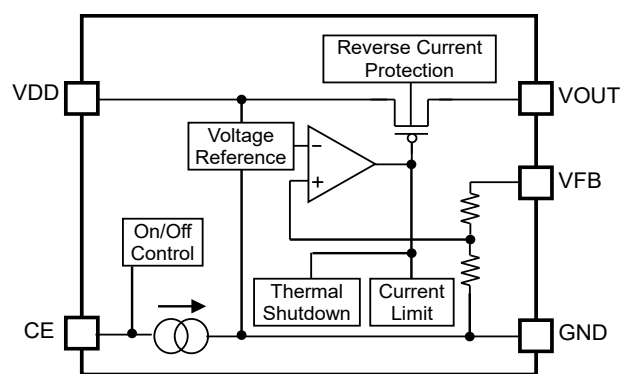 Reverse Current
Protection
VDD
VOUT
Voltage
Reference
−
+
VFB
On/Off
Control
Thermal
Shutdown
Current
Limit
CE
GND